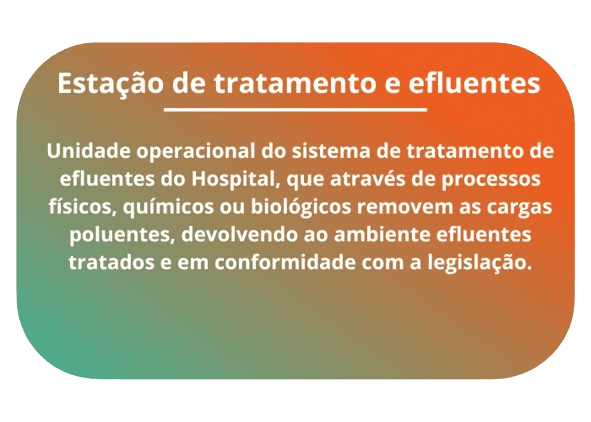 Estação de tratamento e efluentes
Unidade operacional do sistema de tratamento de
efluentes do Hospital, que através de processos
físicos, químicos ou biológicos removem as cargas
poluentes, devolvendo ao ambiente efluentes
tratados e em conformidade com a legislação.